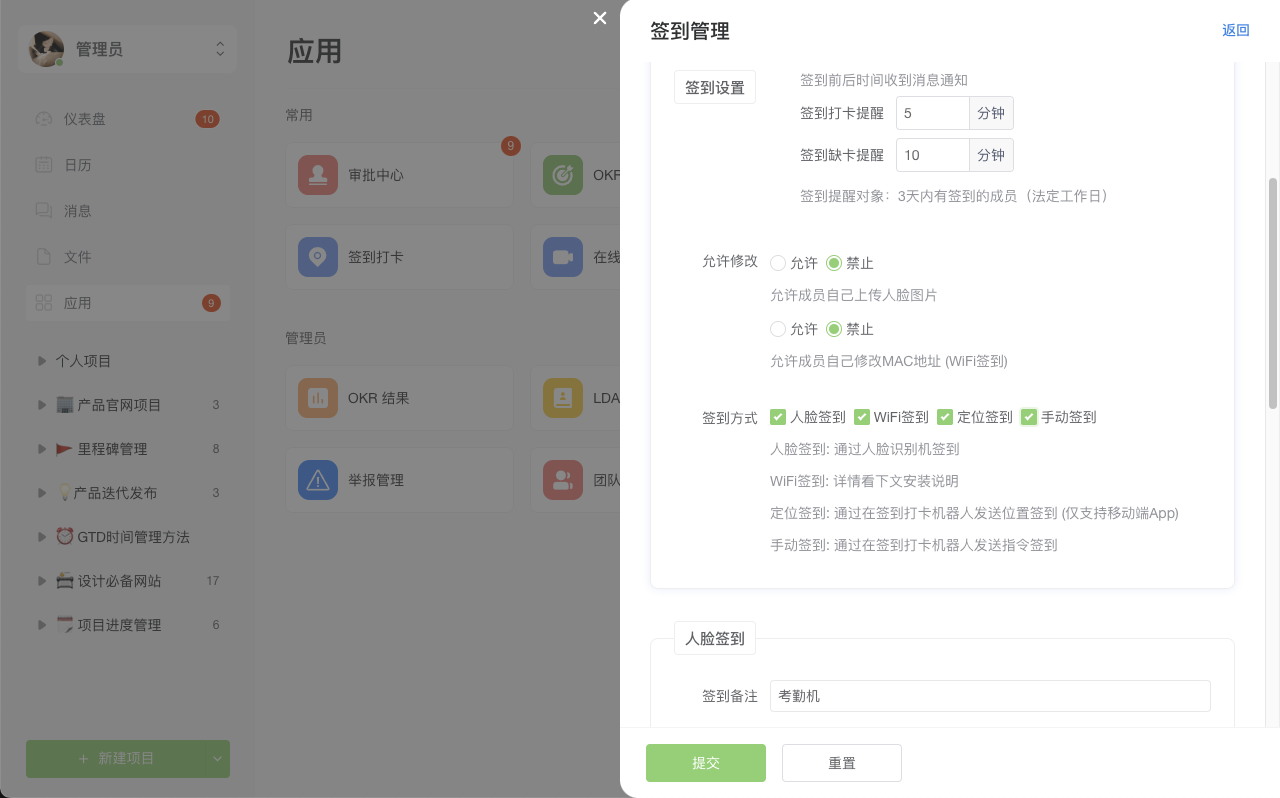 管理员
仪表盘 10
日历
消息
文件
应用 9
个人项目
产品官网项目 3
里程碑管理 8
产品迭代发布 3
GTD时间管理方法
设计必备网站 17
项目进度管理 6
+ 新建项目
应用
常用
审批中心 9
OKR
签到打卡
在线
管理员
OKR 结果
LDA
举报管理
团队
签到管理
返回
签到设置
签到前后时间收到消息通知
签到打卡提醒 5 分钟
签到缺卡提醒 10 分钟
签到提醒对象：3天内有签到的成员（法定工作日）
允许修改 允许 禁止
允许成员自己上传人脸图片
允许 禁止
允许成员自己修改MAC地址 (WiFi签到)
签到方式 人脸签到 WiFi签到 定位签到 手动签到
人脸签到: 通过人脸识别机签到
WiFi签到: 详情看下文安装说明
定位签到: 通过在签到打卡机器人发送位置签到 (仅支持移动端App)
手动签到: 通过在签到打卡机器人发送指令签到
人脸签到
签到备注 考勤机
提交 重置